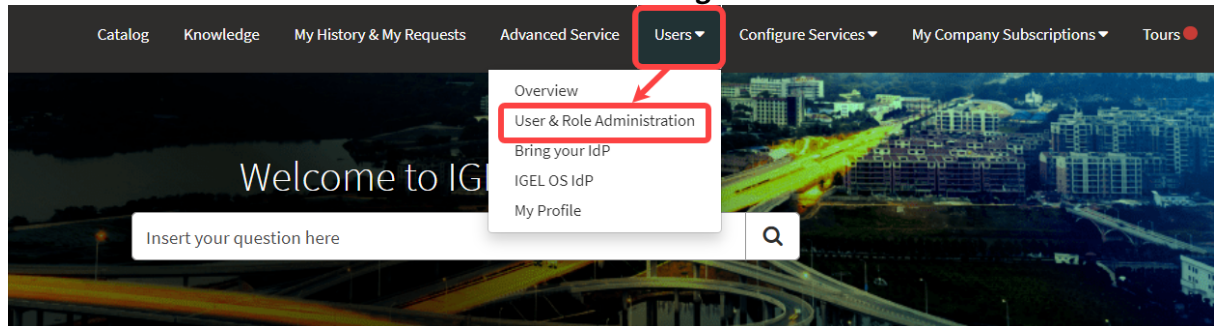 Catalog Knowledge My History & My Requests Advanced Service Users Configure Services My Company Subscriptions Tours
Overview
User & Role Administration
Bring your IdP
IGEL OS IdP
My Profile
Welcome to IG
Insert your question here